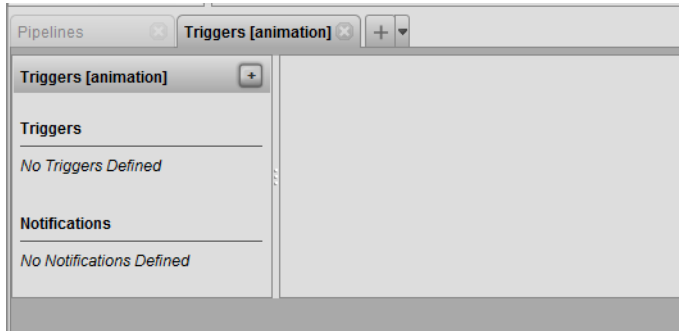 Pipelines
Triggers [animation]
Triggers [animation]
Triggers
No Triggers Defined
Notifications
No Notifications Defined